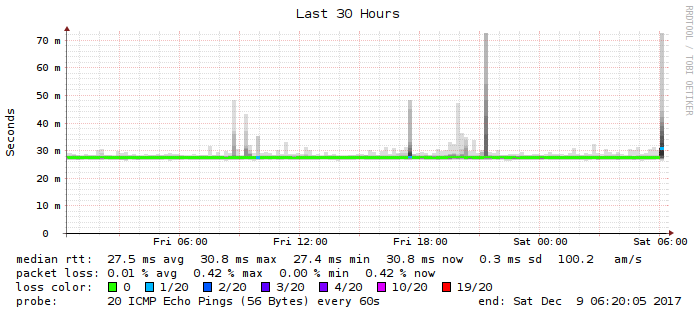 Last 30 Hours
RRDTOOL / TOBI OETIKER
Seconds
70 m
60 m
50 m
40 m
30 m
20 m
10 m
0
Fri 06:00 Fri 12:00 Fri 18:00 Sat 00:00 Sat 06:00
median rtt: 27.5 ms avg 30.8 ms max 27.4 ms min 30.8 ms now 0.3 ms sd 100.2 am/s
packet loss: 0.01 % avg 0.42 % max 0.00 % min 0.42 % now
loss color: 0 1/20 2/20 3/20 4/20 10/20 19/20
probe: 20 ICMP Echo Pings (56 Bytes) every 60s end: Sat Dec 9 06:20:05 2017